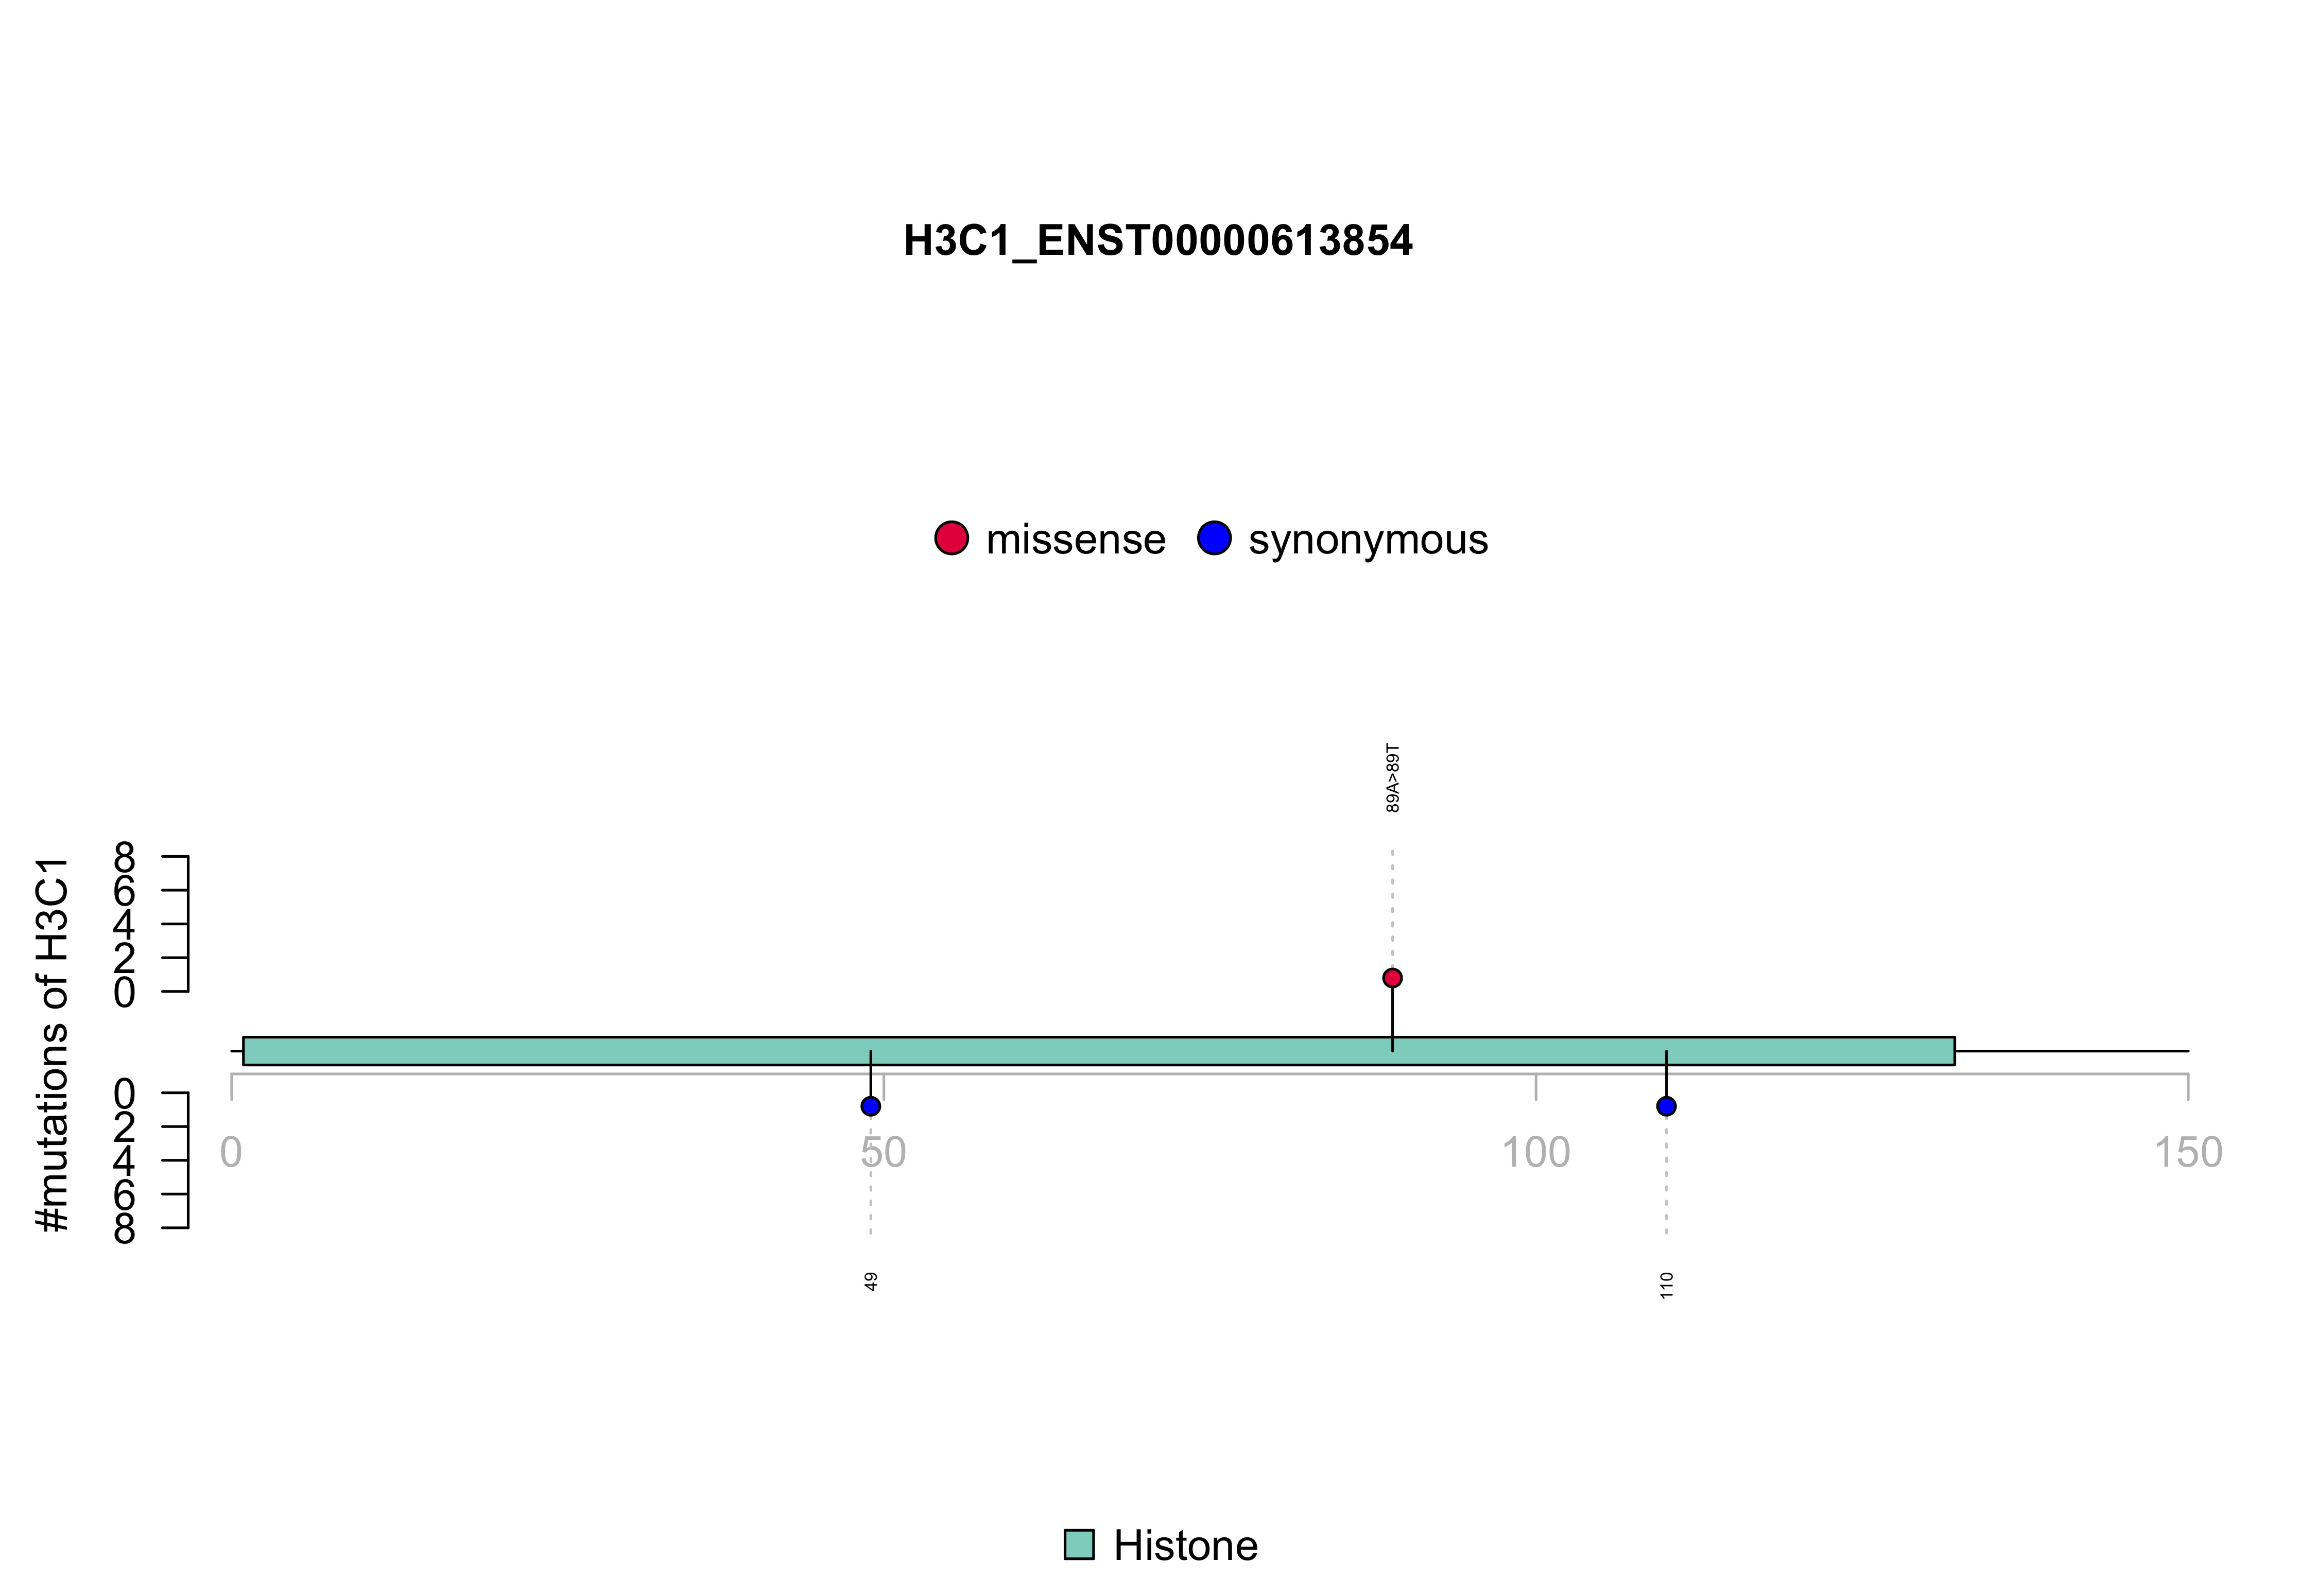 H3C1_ENST00000613854
missense synonymous
89A>89T
#mutations of H3C1
8
6
4
2
0
0
2
4
6
8
0 50 100 150
49 110
Histone